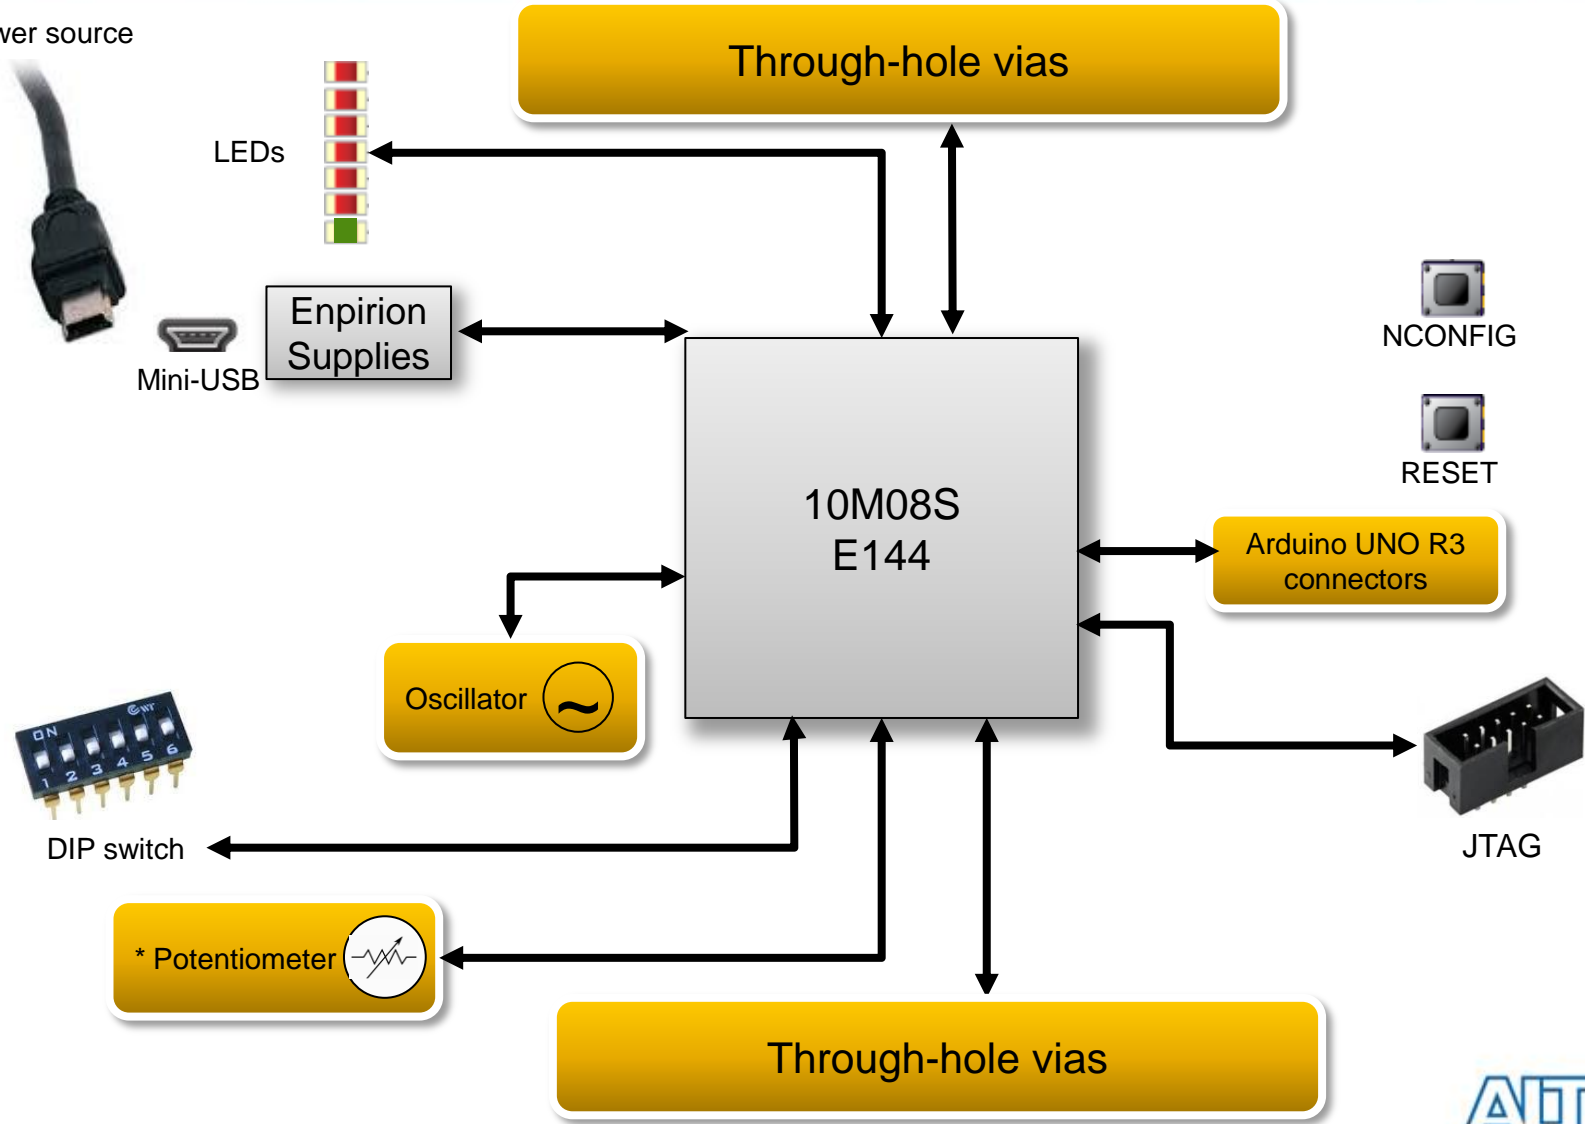 Through-hole vias
LEDs
Enpirion
Supplies
Mini-USB
NCONFIG
RESET
10M08S
E144
Arduino UNO R3
connectors
Oscillator
ON
1 2 3 4 5 6
DIP switch
JTAG
* Potentiometer
Through-hole vias
source